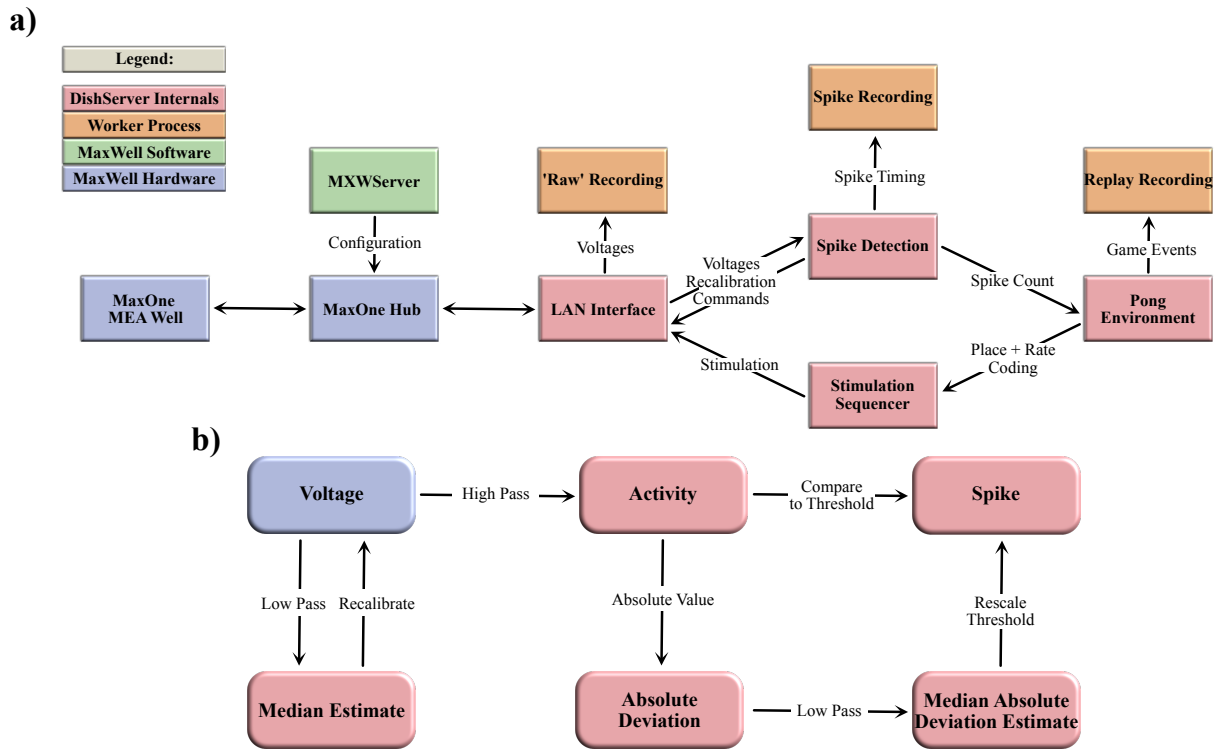 a)
Legend:
DishServer Internals
Worker Process
MaxWell Software
MaxWell Hardware
Spike Recording
MXWServer
'Raw' Recording
Spike Timing
Replay Recording
Configuration
Voltages
Spike Detection
Game Events
MaxOne
MEA Well
MaxOne Hub
LAN Interface
Voltages
Recalibration
Commands
Spike Count
Pong
Environment
Stimulation
Place + Rate
Coding
Stimulation
Sequencer
b)
Voltage
High Pass
Activity
Compare
to Threshold
Spike
Low Pass
Recalibrate
Absolute Value
Rescale
Threshold
Median Estimate
Absolute
Deviation
Low Pass
Median Absolute
Deviation Estimate